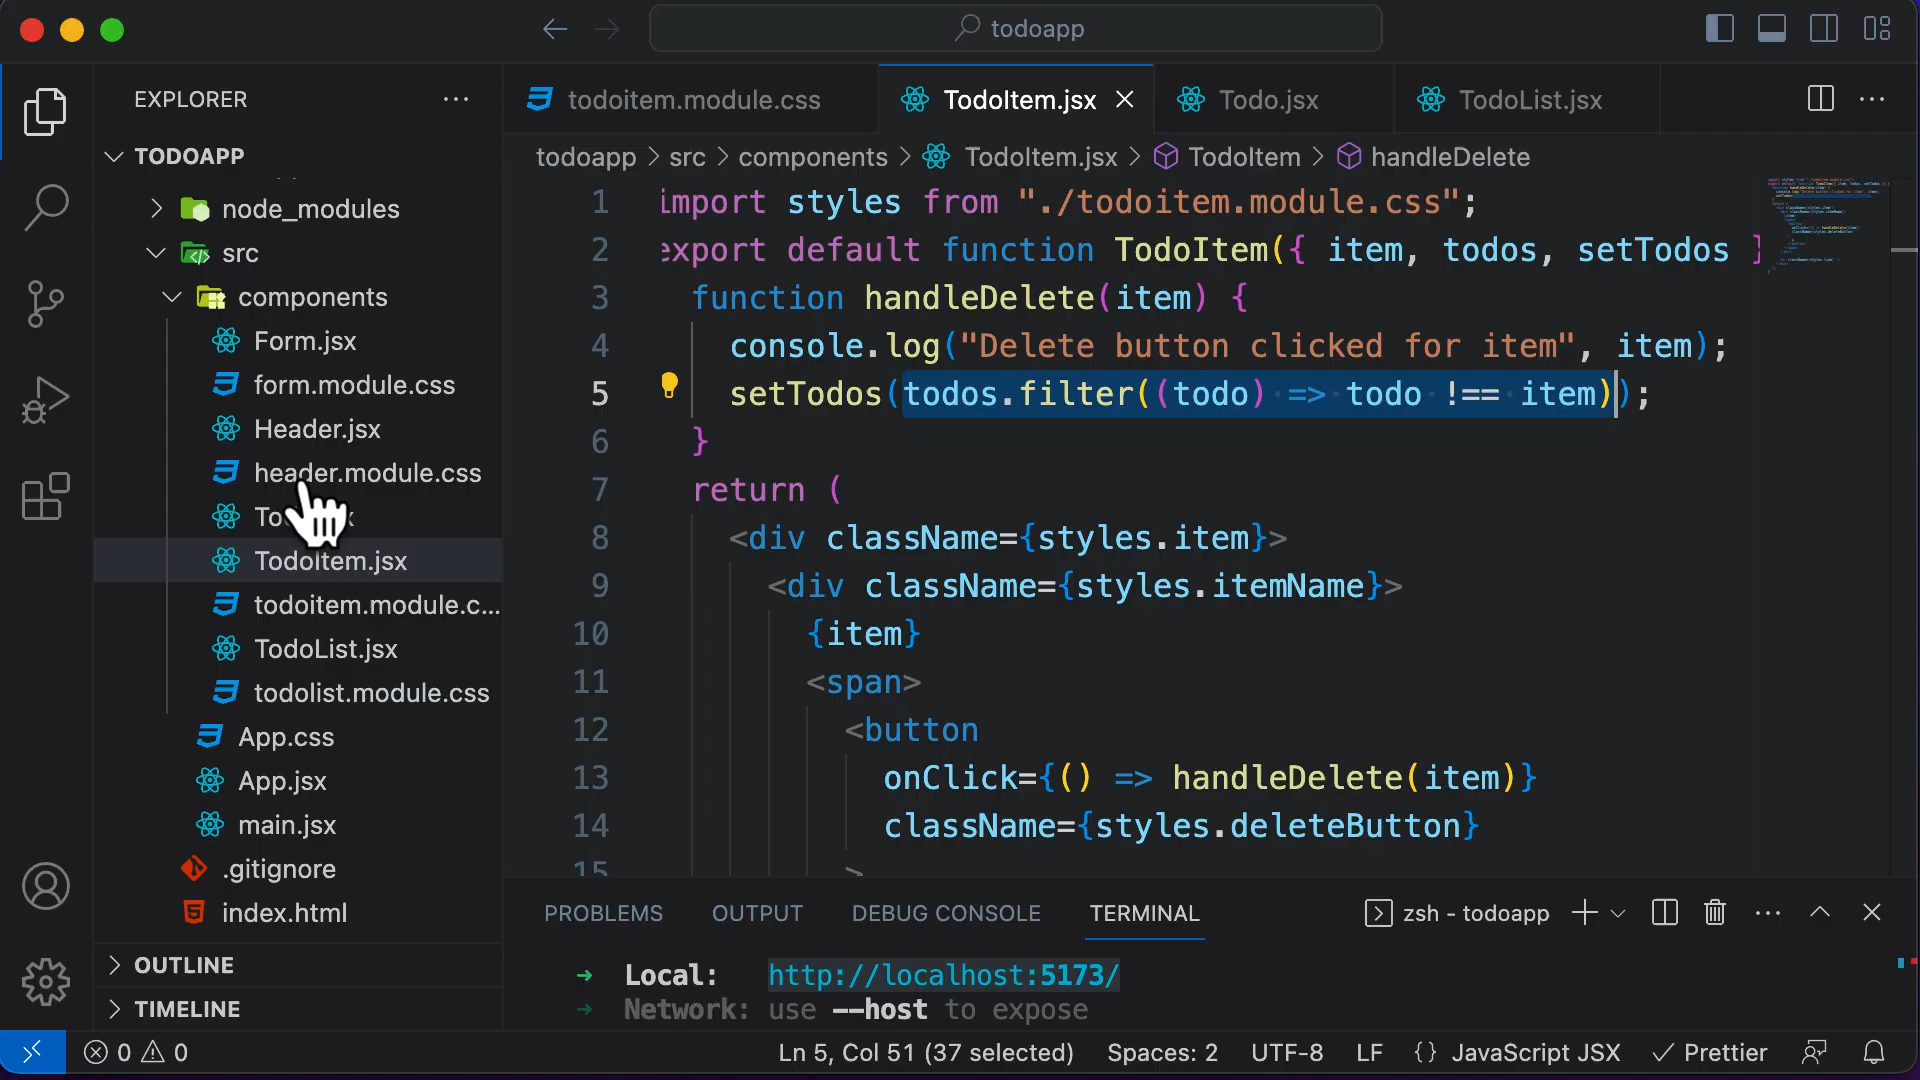 todoapp
EXPLORER
TODOAPP
node_modules
src
components
Form.jsx
form.module.css
Header.jsx
header.module.css
TodoItem.jsx
todoitem.module.c...
TodoList.jsx
todolist.module.css
App.css
App.jsx
main.jsx
.gitignore
index.html
OUTLINE
TIMELINE
todoitem.module.css
TodoItem.jsx
Todo.jsx
TodoList.jsx
todoapp > src > components > TodoItem.jsx > TodoItem > handleDelete
1 import styles from "./todoitem.module.css";
2 export default function TodoItem({ item, todos, setTodos }
3 function handleDelete(item) {
4 console.log("Delete button clicked for item", item);
5 setTodos(todos.filter((todo) => todo !== item));
6 }
7 return (
8 <div className={styles.item}>
9 <div className={styles.itemName}>
10 {item}
11 <span>
12 <button
13 onClick={() => handleDelete(item)}
14 className={styles.deleteButton}
15 >
PROBLEMS OUTPUT DEBUG CONSOLE TERMINAL zsh - todoapp
➜ Local: http://localhost:5173/
➜ Network: use --host to expose
0 0 Ln 5, Col 51 (37 selected) Spaces: 2 UTF-8 LF {} JavaScript JSX Prettier